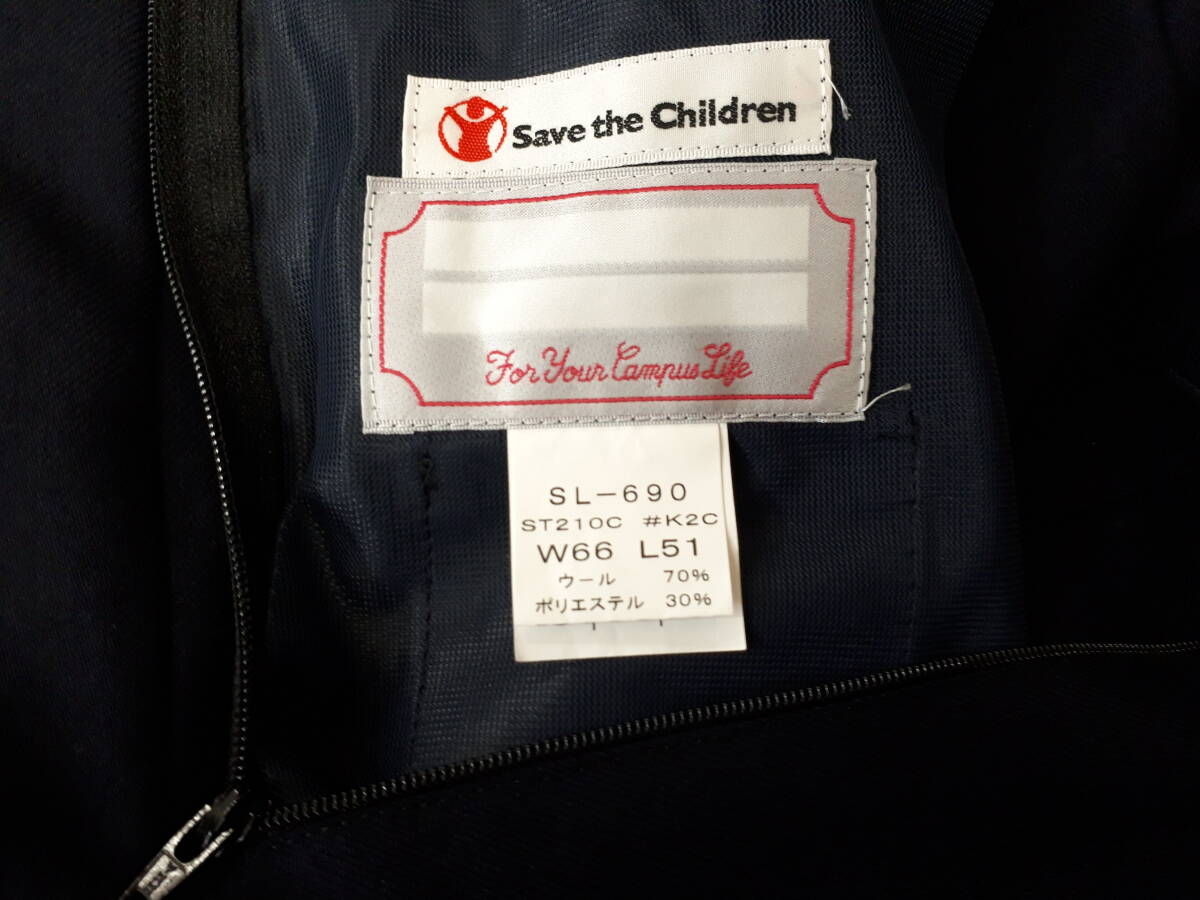 Save the Children
For Your Campus Life
SL-690
ST210C #K2C
W66 L51
ウール 70%
ポリエステル 30%